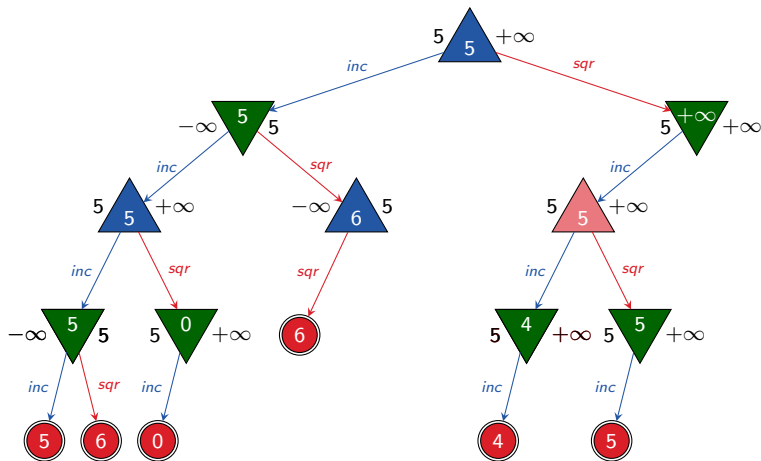 5 5 +∞
inc sqr
−∞ 5 5 5 +∞ +∞
inc sqr inc
5 5 +∞ −∞ 6 5 5 5 +∞
inc sqr sqr inc sqr
−∞ 5 5 5 0 +∞ 6 5 4 +∞ 5 5 +∞
inc sqr inc inc inc
5 6 0 4 5